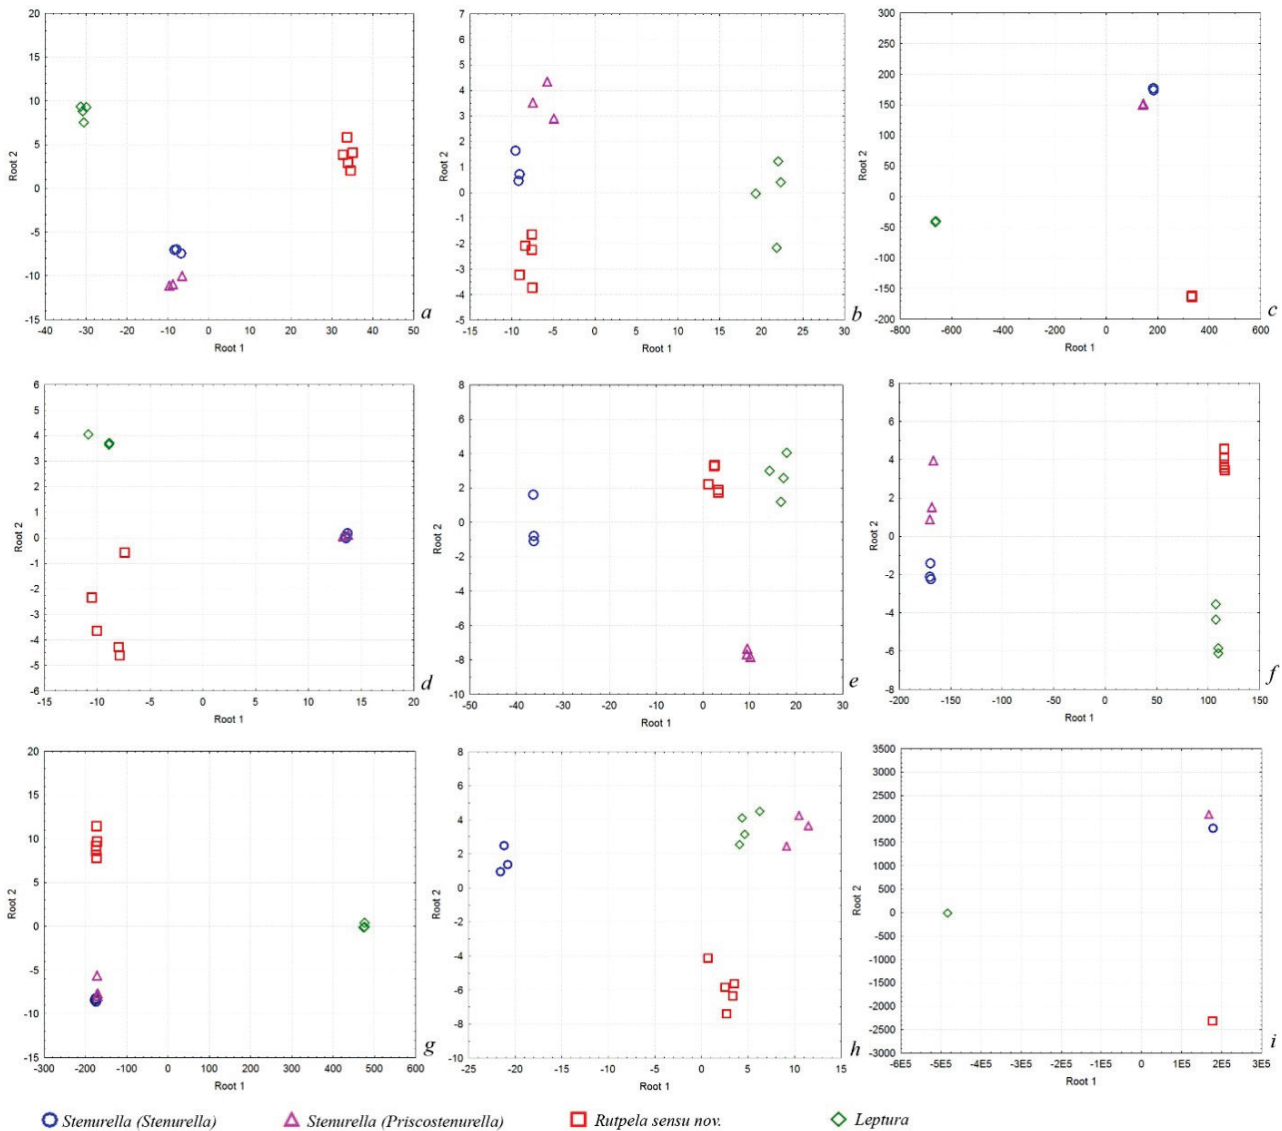 20
15
10
5
0
-5
-10
-15
Root 2
-40 -30 -20 -10 0 10 20 30 40 50
Root 1
a
7
6
5
4
3
2
1
0
-1
-2
-3
-4
-5
Root 2
-15 -10 -5 0 5 10 15 20 25 30
Root 1
b
300
250
200
150
100
50
0
-50
-100
-150
-200
Root 2
-800 -600 -400 -200 0 200 400 600
Root 1
c
6
5
4
3
2
1
0
-1
-2
-3
-4
-5
-6
Root 2
-15 -10 -5 0 5 10 15 20
Root 1
d
8
6
4
2
0
-2
-4
-6
-8
-10
Root 2
-50 -40 -30 -20 -10 0 10 20 30
Root 1
e
8
6
4
2
0
-2
-4
-6
-8
Root 2
-200 -150 -100 -50 0 50 100 150
Root 1
f
20
15
10
5
0
-5
-10
-15
Root 2
-300 -200 -100 0 100 200 300 400 500 600
Root 1
g
8
6
4
2
0
-2
-4
-6
-8
-10
Root 2
-25 -20 -15 -10 -5 0 5 10 15
Root 1
h
3500
3000
2500
2000
1500
1000
500
0
-500
-1000
-1500
-2000
-2500
-3000
Root 2
-6E5 -5E5 -4E5 -3E5 -2E5 -1E5 0 1E5 2E5 3E5
Root 1
i
Stenurella (Stenurella) Stenurella (Priscostenurella) Rutpela sensu nov. Leptura